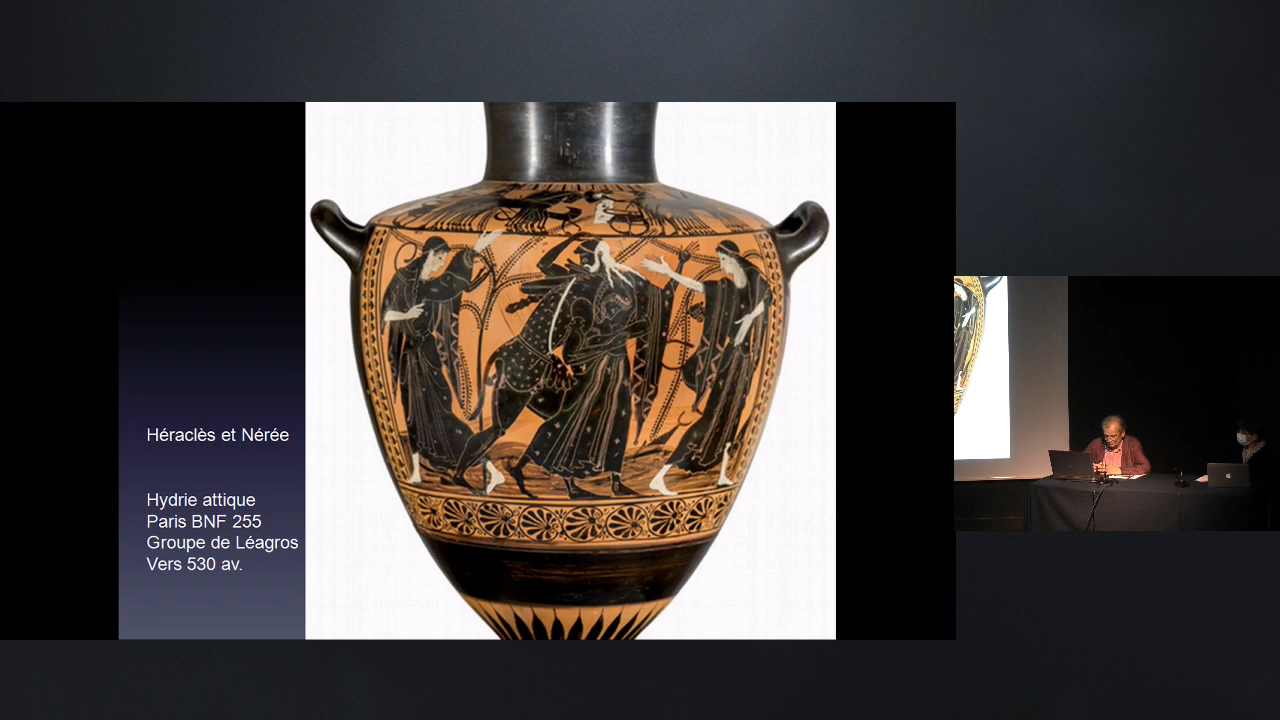 Héraclès et Nérée
Hydrie attique
Paris BNF 255
Groupe de Léagros
Vers 530 av.